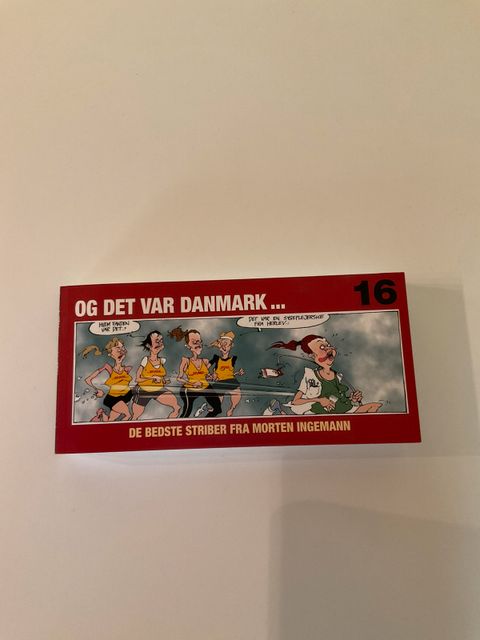 OG DET VAR DANMARK...
16
HVEM FANDEN
VAR DET?
DET VAR EN SYGEPLEJERSKE
FRA HERLEV!
DE BEDSTE STRIBER FRA MORTEN INGEMANN